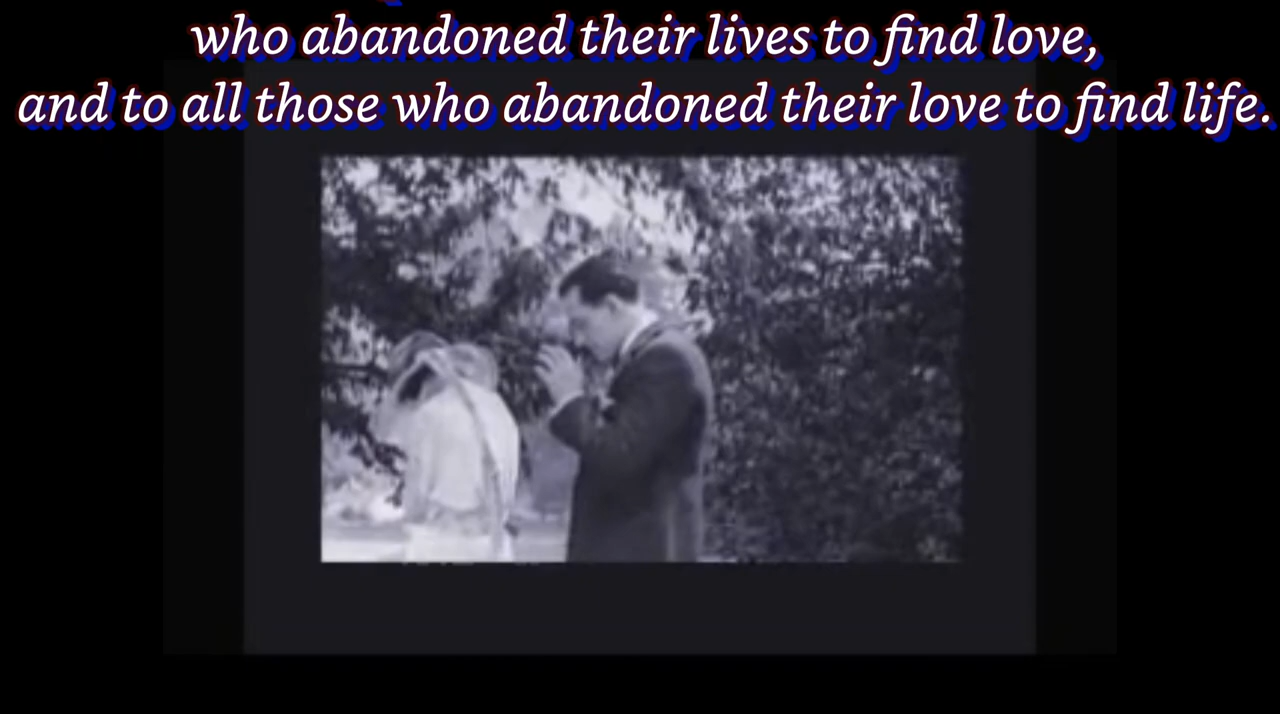 who abandoned their lives to find love,
and to all those who abandoned their love to find life.